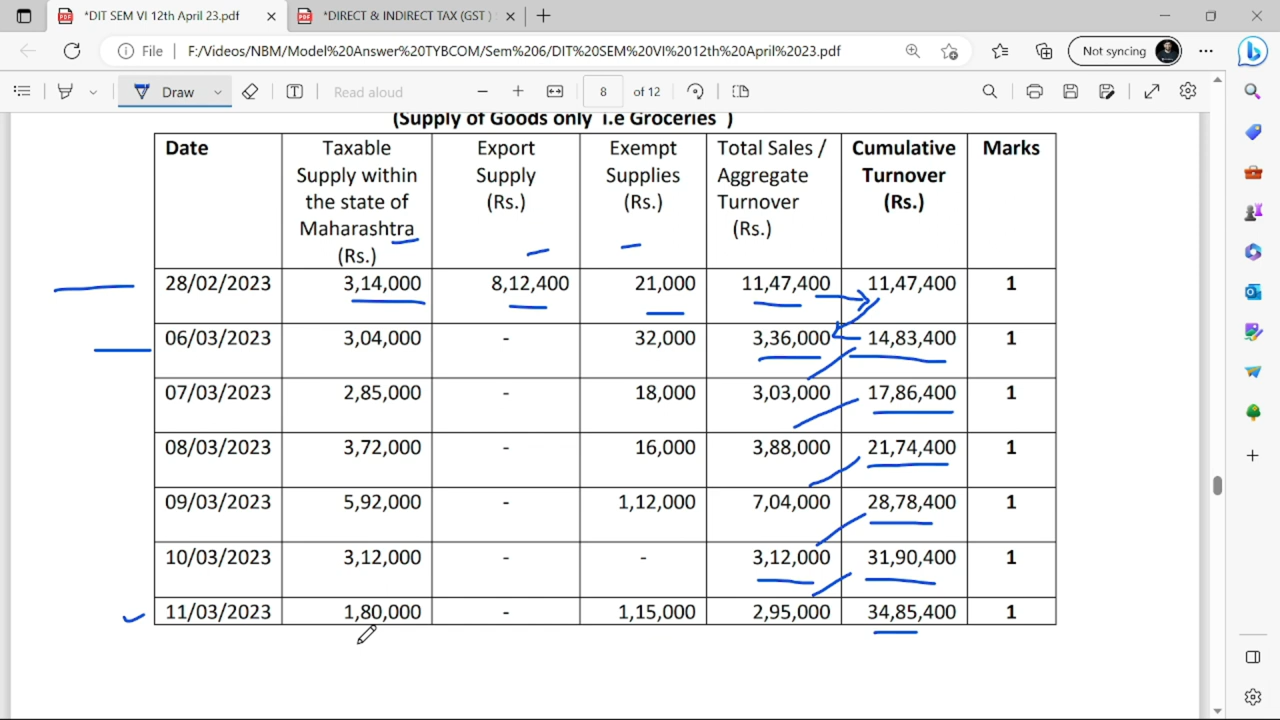 *DIT SEM VI 12th April 23.pdf
*DIRECT & INDIRECT TAX (GST )
File
F:/Videos/NBM/Model%20Answer%20TYBCOM/Sem%206/DIT%20SEM%20VI%2012th%20April%2023.pdf
Not syncing
Draw
Read aloud
8 of 12
(Supply of Goods only i.e Groceries )
Date Taxable Export Exempt Total Sales / Cumulative Marks
Supply within Supply Supplies Aggregate Turnover
the state of (Rs.) (Rs.) Turnover (Rs.)
Maharashtra (Rs.)
(Rs.)
28/02/2023 3,14,000 8,12,400 21,000 11,47,400 11,47,400 1
06/03/2023 3,04,000 - 32,000 3,36,000 14,83,400 1
07/03/2023 2,85,000 - 18,000 3,03,000 17,86,400 1
08/03/2023 3,72,000 - 16,000 3,88,000 21,74,400 1
09/03/2023 5,92,000 - 1,12,000 7,04,000 28,78,400 1
10/03/2023 3,12,000 - - 3,12,000 31,90,400 1
11/03/2023 1,80,000 - 1,15,000 2,95,000 34,85,400 1